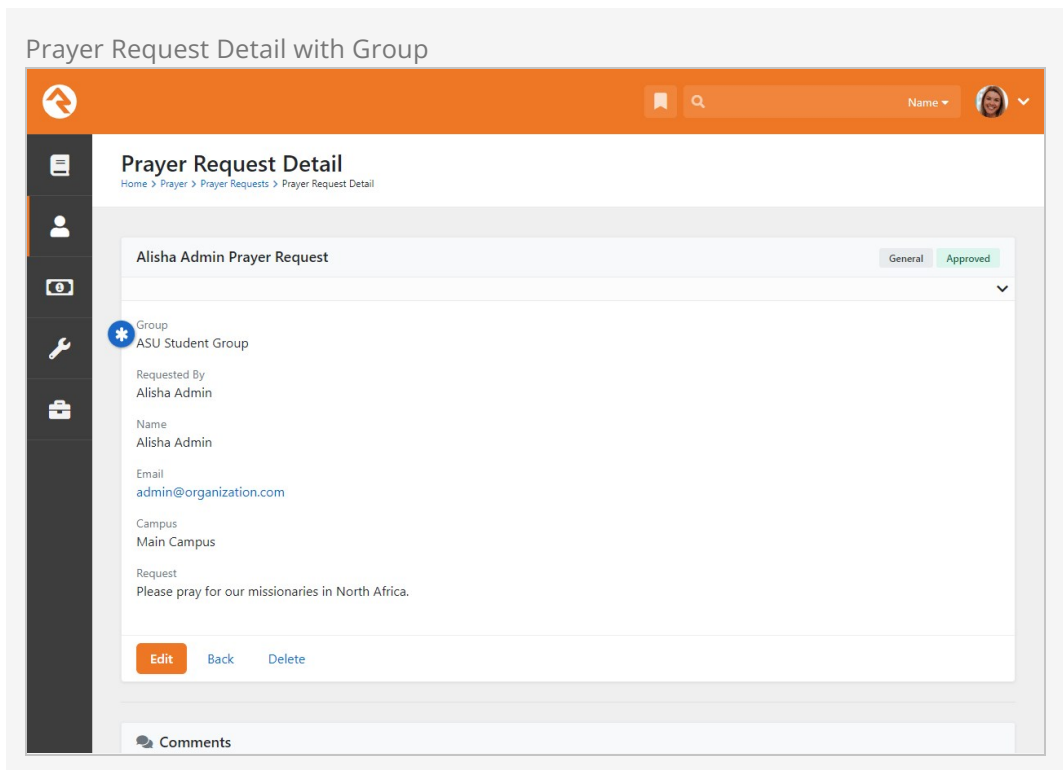 Prayer Request Detail with Group
Name
Prayer Request Detail
Home > Prayer > Prayer Requests > Prayer Request Detail
Alisha Admin Prayer Request
General Approved
Group
ASU Student Group
Requested By
Alisha Admin
Name
Alisha Admin
Email
admin@organization.com
Campus
Main Campus
Request
Please pray for our missionaries in North Africa.
Edit Back Delete
Comments